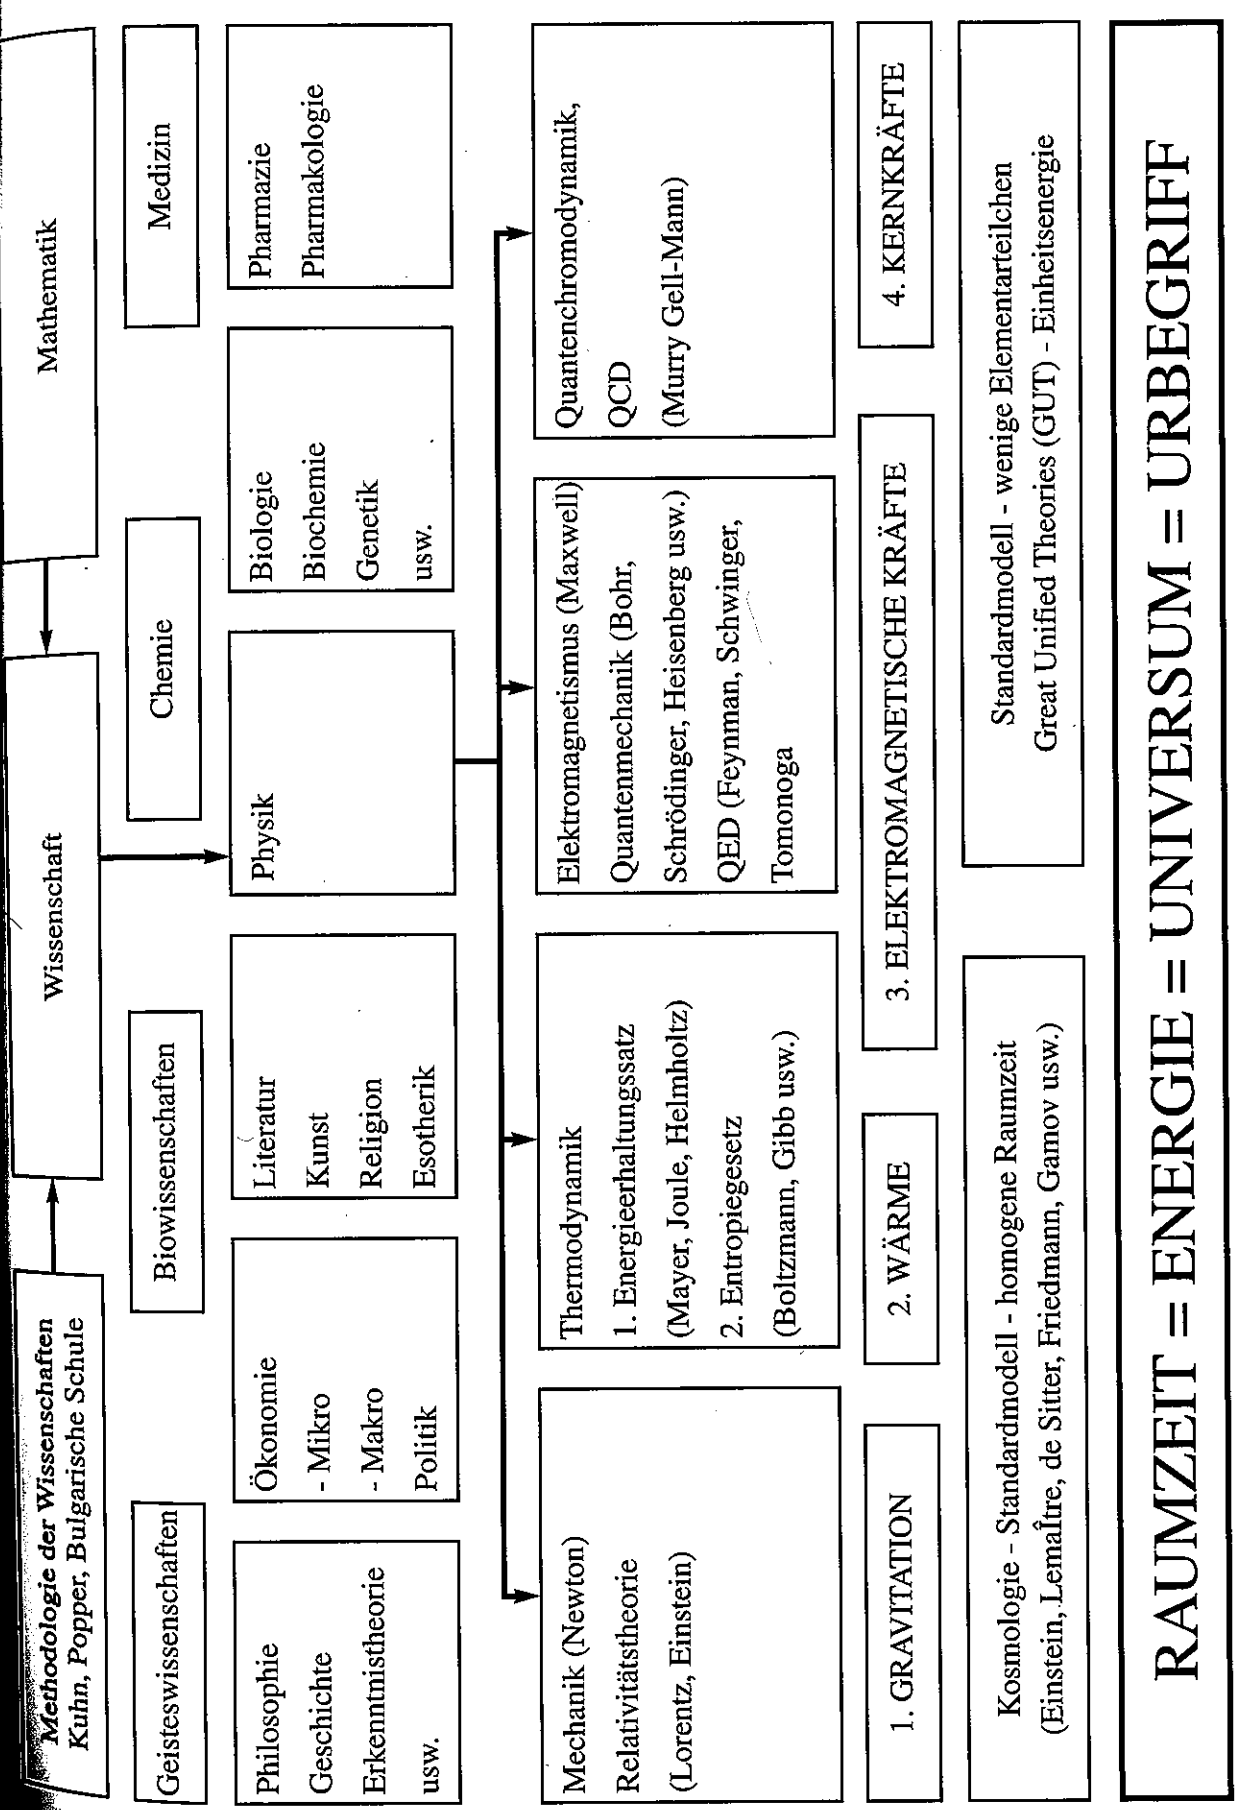 Methodologie der Wissenschaften
Kuhn, Popper, Bulgarische Schule
Wissenschaft
Mathematik
Geisteswissenschaften
Biowissenschaften
Chemie
Medizin
Philosophie
Geschichte
Erkenntnistheorie
usw.
Ökonomie
- Mikro
- Makro
Politik
Literatur
Kunst
Religion
Esotherik
Physik
Biologie
Biochemie
Genetik
usw.
Pharmazie
Pharmakologie
Mechanik (Newton)
Relativitätstheorie
(Lorentz, Einstein)
Thermodynamik
1. Energieerhaltungssatz
(Mayer, Joule, Helmholtz)
2. Entropiegesetz
(Boltzmann, Gibb usw.)
Elektromagnetismus (Maxwell)
Quantenmechanik (Bohr,
Schrödinger, Heisenberg usw.)
QED (Feynman, Schwinger,
Tomonoga
Quantenchromodynamik,
QCD
(Murry Gell-Mann)
1. GRAVITATION
2. WÄRME
3. ELEKTROMAGNETISCHE KRÄFTE
4. KERNKRÄFTE
Kosmologie - Standardmodell - homogene Raumzeit
(Einstein, Lemaître, de Sitter, Friedmann, Gamov usw.)
Standardmodell - wenige Elementarteilchen
Great Unified Theories (GUT) - Einheitsenergie
RAUMZEIT = ENERGIE = UNIVERSUM = URBEGRIFF